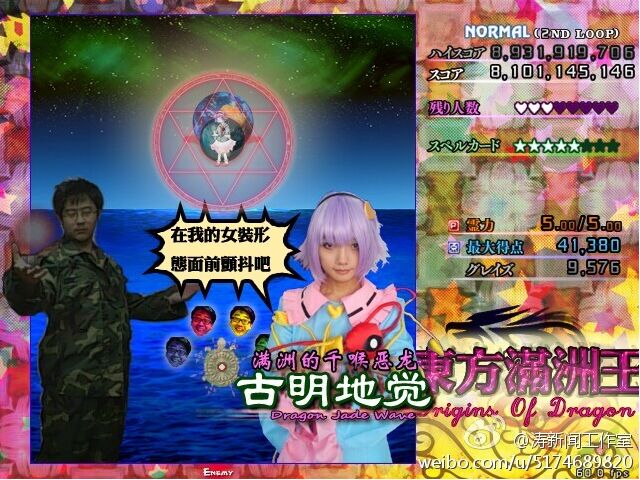 NORMAL (2ND LOOP)
ハイスコア 8,931,919,706
スコア 8,101,145,146
残り人数
スペルカード
霊力 5.00/5.00
最大得点 41,380
グレイズ 9,576
在我的女裝形
態面前顫抖吧
满洲的千喉恶龙
古明地觉
Dragon Jade Wave
東方滿洲王
Origins Of Dragon
@涛新闻工作室
weibo.com/u/5174689820
60.0 fps
ENEMY